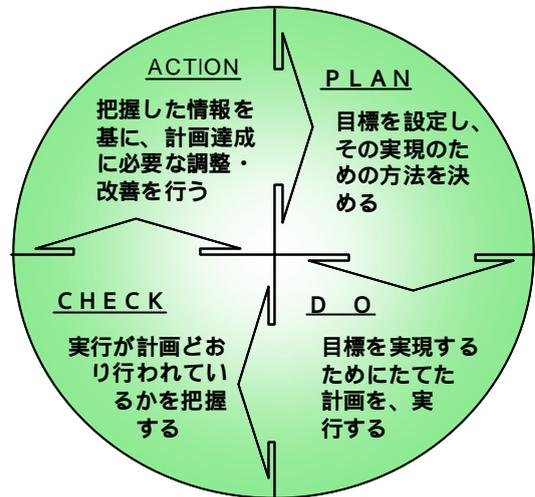 ACTION
把握した情報を
基に、計画達成
に必要な調整・
改善を行う
ＰＬＡＮ
目標を設定し、
その実現のた
めの方法を決
める
ＣＨＥＣＫ
実行が計画どお
り行われてい
るかを把握
する
Ｄ　Ｏ
目標を実現する
ためにたてた
計画を、実
行する